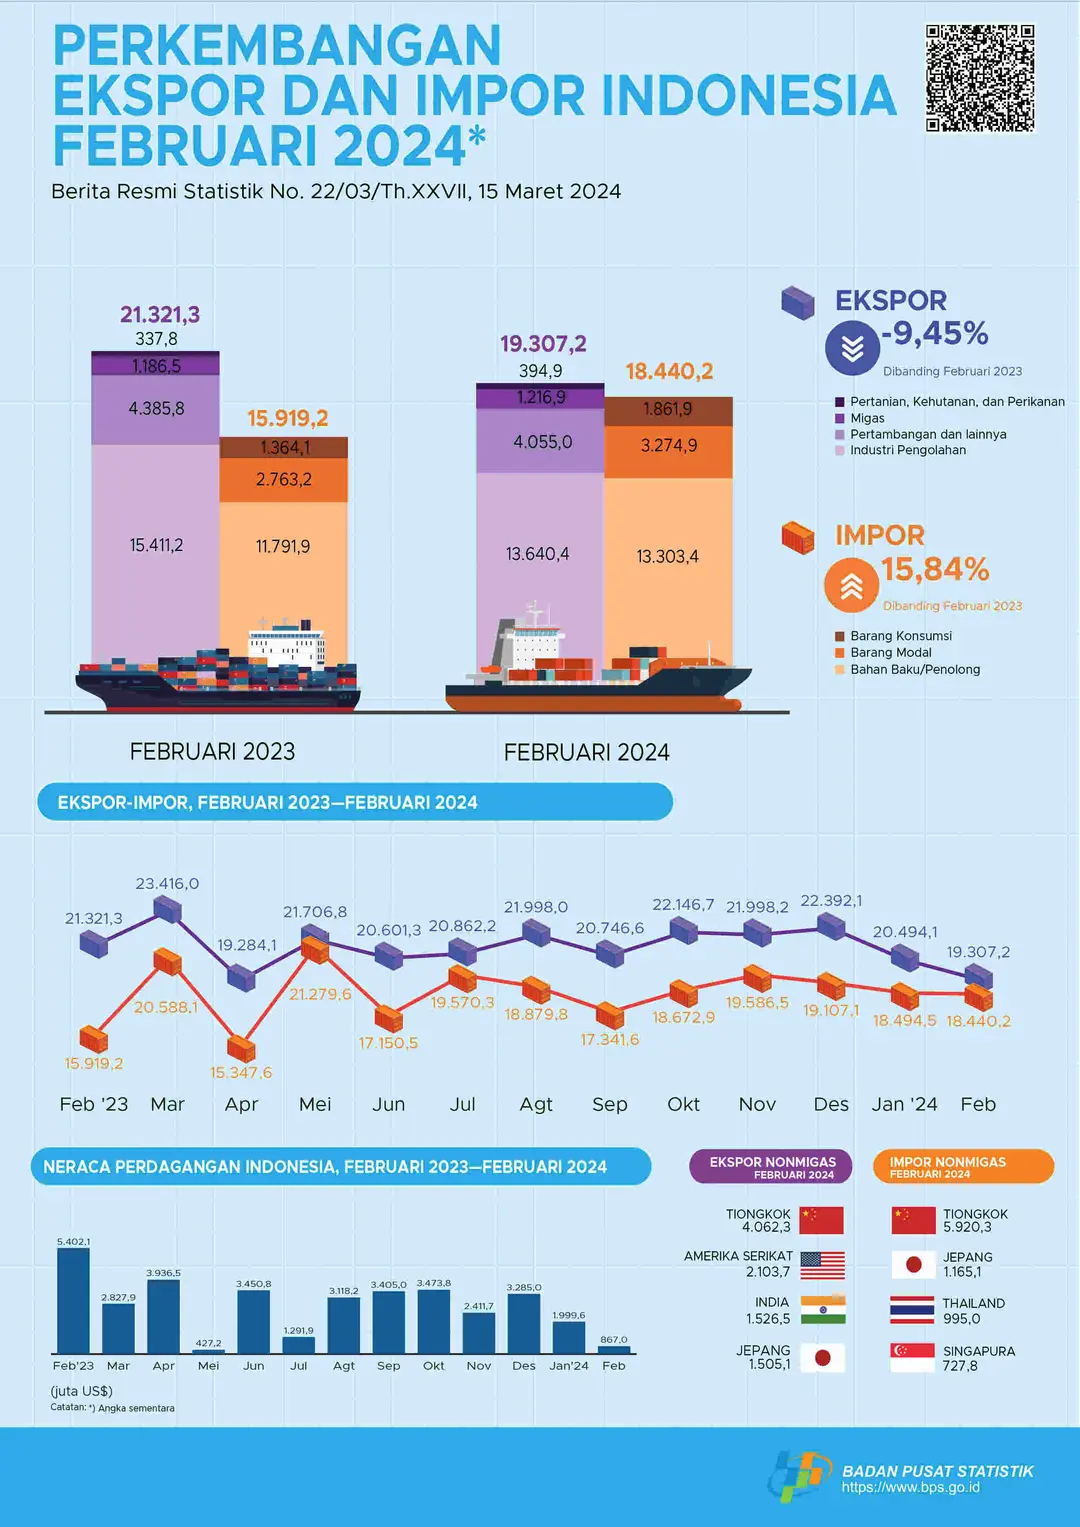 PERKEMBANGAN
EKSPOR DAN IMPOR INDONESIA
FEBRUARI 2024*
Berita Resmi Statistik No. 22/03/Th.XXVII, 15 Maret 2024
21.321,3
337,8
1.186,5
4.385,8
15.411,2
15.919,2
1.364,1
2.763,2
11.791,9
FEBRUARI 2023
19.307,2
394,9
1.216,9
4.055,0
13.640,4
18.440,2
1.861,9
3.274,9
13.303,4
FEBRUARI 2024
EKSPOR
-9,45%
Dibanding Februari 2023
Pertanian, Kehutanan, dan Perikanan
Migas
Pertambangan dan lainnya
Industri Pengolahan
IMPOR
15,84%
Dibanding Februari 2023
Barang Konsumsi
Barang Modal
Bahan Baku/Penolong
EKSPOR-IMPOR, FEBRUARI 2023—FEBRUARI 2024
21.321,3 23.416,0 19.284,1 21.706,8 20.601,3 20.862,2 21.998,0 20.746,6 22.146,7 21.998,2 22.392,1 20.494,1 19.307,2
15.919,2 20.588,1 15.347,6 21.279,6 17.150,5 19.570,3 18.879,8 17.341,6 18.672,9 19.586,5 19.107,1 18.494,5 18.440,2
Feb '23 Mar Apr Mei Jun Jul Agt Sep Okt Nov Des Jan '24 Feb
NERACA PERDAGANGAN INDONESIA, FEBRUARI 2023—FEBRUARI 2024
5.402,1 2.827,9 3.936,5 427,2 3.450,8 1.291,9 3.118,2 3.405,0 3.473,8 2.411,7 3.285,0 1.999,6 867,0
Feb'23 Mar Apr Mei Jun Jul Agt Sep Okt Nov Des Jan'24 Feb
(juta US$)
Catatan: *) Angka sementara
EKSPOR NONMIGAS
FEBRUARI 2024
TIONGKOK
4.062,3
AMERIKA SERIKAT
2.103,7
INDIA
1.526,5
JEPANG
1.505,1
IMPOR NONMIGAS
FEBRUARI 2024
TIONGKOK
5.920,3
JEPANG
1.165,1
THAILAND
995,0
SINGAPURA
727,8
BADAN PUSAT STATISTIK
https://www.bps.go.id